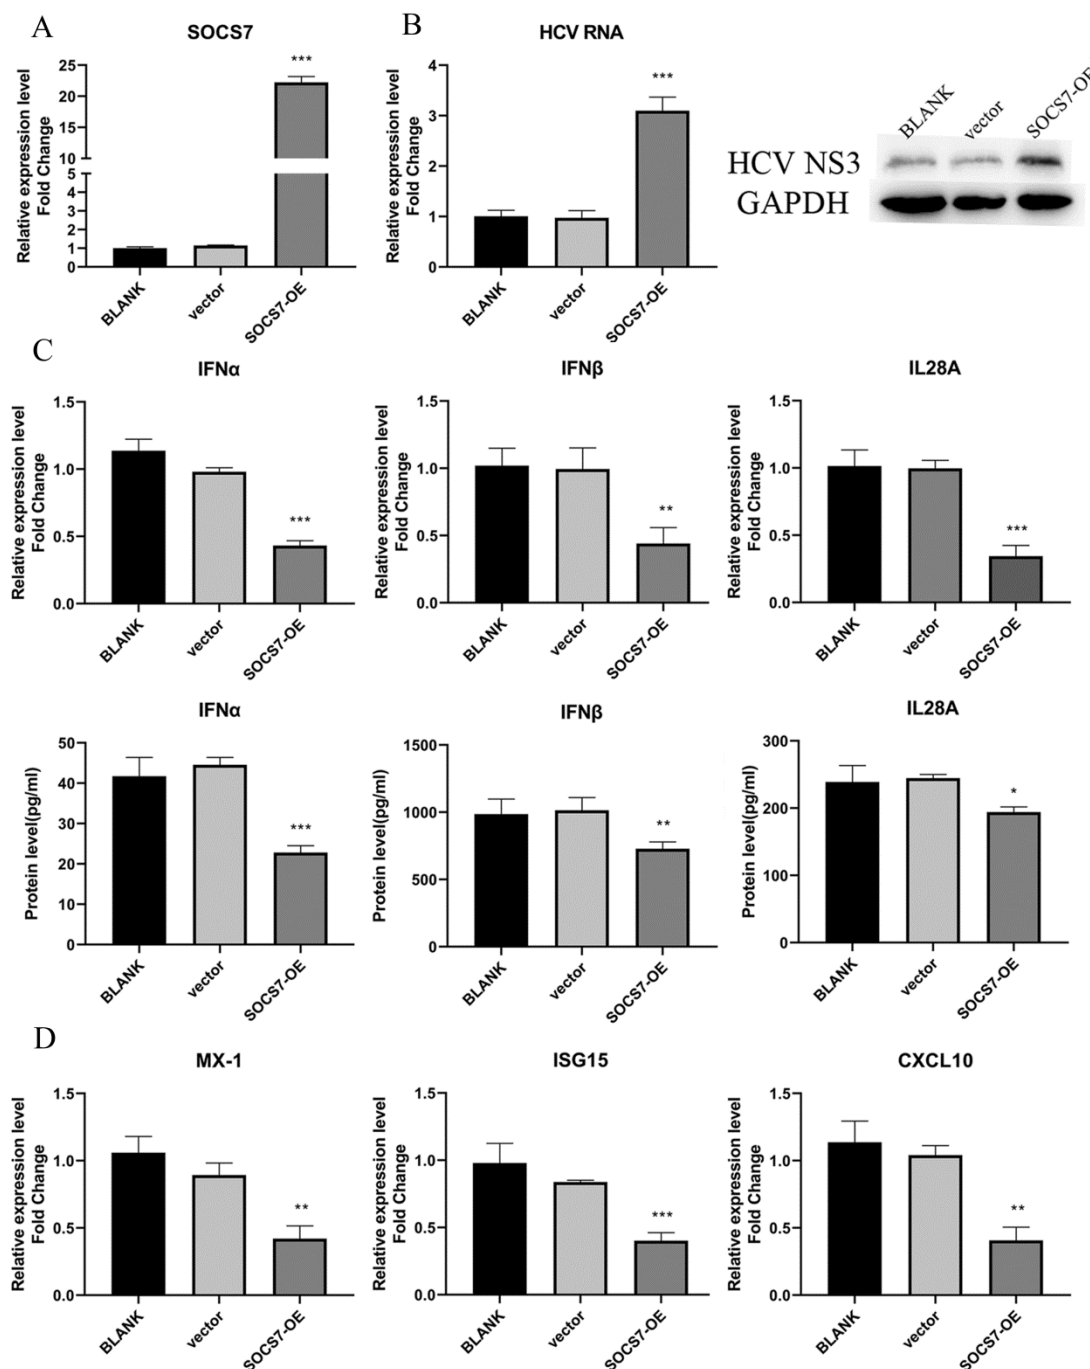 A
SOCS7
Relative expression level
Fold Change
25
20
15
10
5
4
3
2
1
0
***
BLANK
vector
SOCS7-OE
B
HCV RNA
Relative expression level
Fold Change
4
3
2
1
0
***
BLANK
vector
SOCS7-OE
BLANK
vector
SOCS7-OE
HCV NS3
GAPDH
C
IFNα
Relative expression level
Fold Change
1.5
1.0
0.5
0.0
***
BLANK
vector
SOCS7-OE
IFNβ
Relative expression level
Fold Change
1.5
1.0
0.5
0.0
**
BLANK
vector
SOCS7-OE
IL28A
Relative expression level
Fold Change
1.5
1.0
0.5
0.0
***
BLANK
vector
SOCS7-OE
IFNα
Protein level(pg/ml)
50
40
30
20
10
0
***
BLANK
vector
SOCS7-OE
IFNβ
Protein level(pg/ml)
1500
1000
500
0
**
BLANK
vector
SOCS7-OE
IL28A
Protein level(pg/ml)
300
200
100
0
*
BLANK
vector
SOCS7-OE
D
MX-1
Relative expression level
Fold Change
1.5
1.0
0.5
0.0
**
BLANK
vector
SOCS7-OE
ISG15
Relative expression level
Fold Change
1.5
1.0
0.5
0.0
***
BLANK
vector
SOCS7-OE
CXCL10
Relative expression level
Fold Change
1.5
1.0
0.5
0.0
**
BLANK
vector
SOCS7-OE